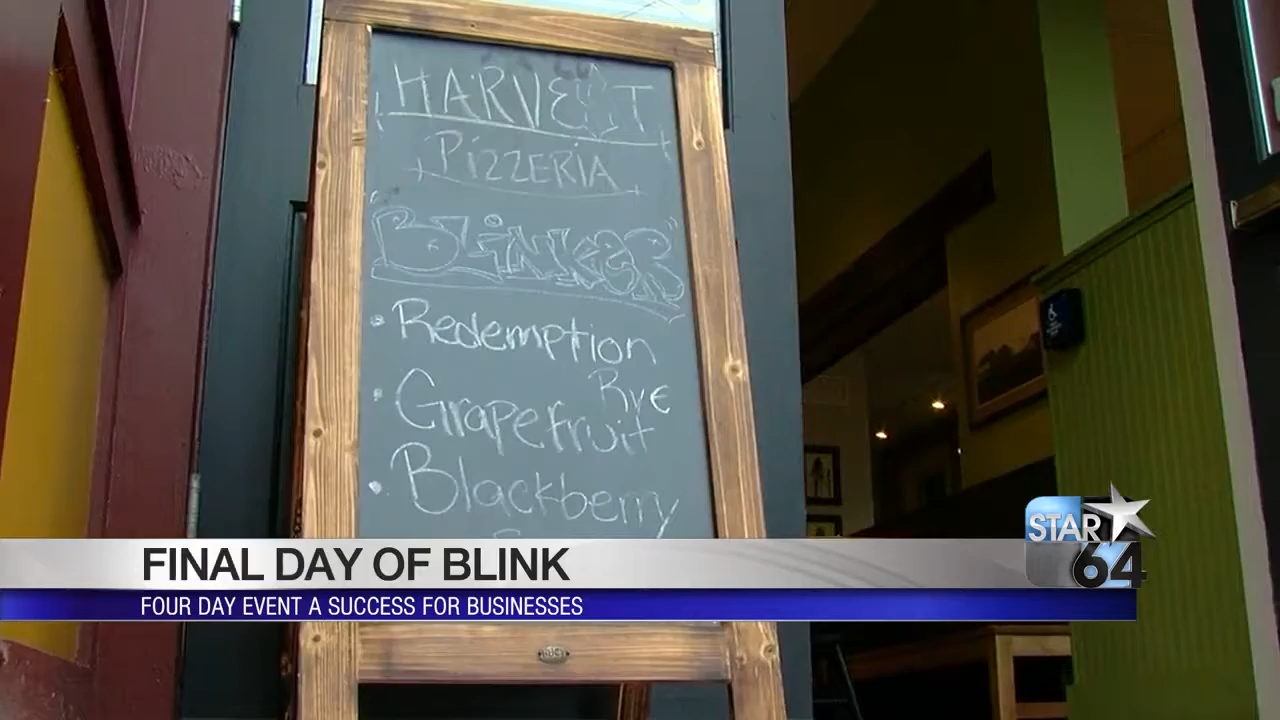 HARVEST
PIZZERIA
"BLINKER"
• Redemption
Rye
• Grapefruit
• Blackberry
STAR
64
FINAL DAY OF BLINK
FOUR DAY EVENT A SUCCESS FOR BUSINESSES